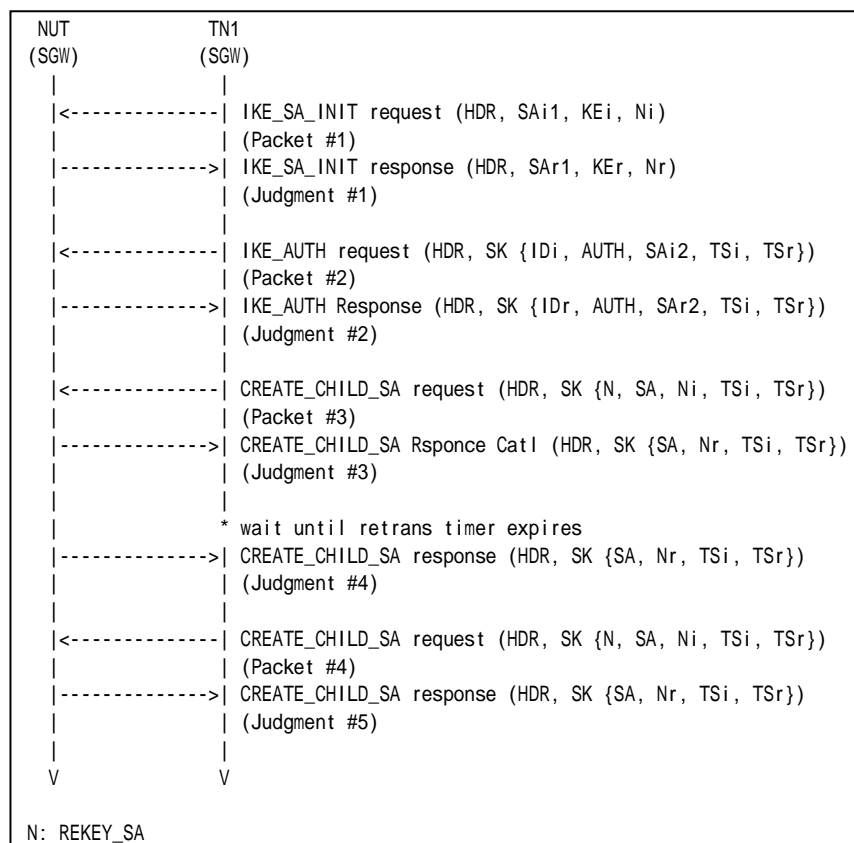 NUT TN1
(SGW) (SGW)
| |
|<--------------| IKE_SA_INIT request (HDR, SAi1, KEi, Ni)
| | (Packet #1)
|-------------->| IKE_SA_INIT response (HDR, SAr1, KEr, Nr)
| | (Judgment #1)
| |
|<--------------| IKE_AUTH request (HDR, SK {IDi, AUTH, SAi2, TSi, TSr})
| | (Packet #2)
|-------------->| IKE_AUTH Response (HDR, SK {IDr, AUTH, SAr2, TSi, TSr})
| | (Judgment #2)
| |
|<--------------| CREATE_CHILD_SA request (HDR, SK {N, SA, Ni, TSi, TSr})
| | (Packet #3)
|-------------->| CREATE_CHILD_SA Rsponce Catl (HDR, SK {SA, Nr, TSi, TSr})
| | (Judgment #3)
| |
| * wait until retrans timer expires
|-------------->| CREATE_CHILD_SA response (HDR, SK {SA, Nr, TSi, TSr})
| | (Judgment #4)
| |
|<--------------| CREATE_CHILD_SA request (HDR, SK {N, SA, Ni, TSi, TSr})
| | (Packet #4)
|-------------->| CREATE_CHILD_SA response (HDR, SK {SA, Nr, TSi, TSr})
| | (Judgment #5)
| |
V V
N: REKEY_SA